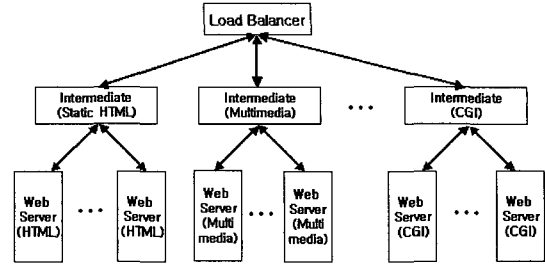 Load Balancer
Intermediate
(Static HTML)
Intermediate
(Multimedia)
...
Intermediate
(CGI)
Web
Server
(HTML)
...
Web
Server
(HTML)
Web
Server
(Multi
media)
...
Web
Server
(Multi
media)
Web
Server
(CGI)
...
Web
Server
(CGI)